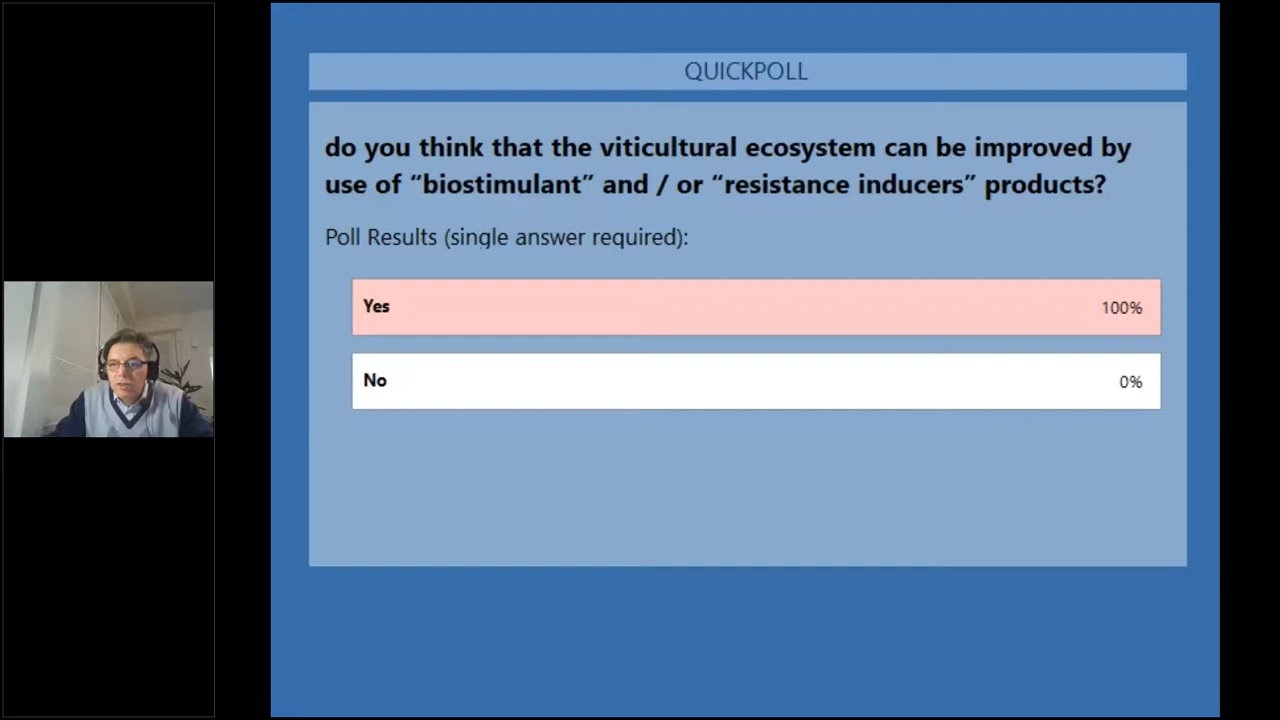 QUICKPOLL
do you think that the viticultural ecosystem can be improved by
use of “biostimulant” and / or “resistance inducers” products?
Poll Results (single answer required):
Yes 100%
No 0%